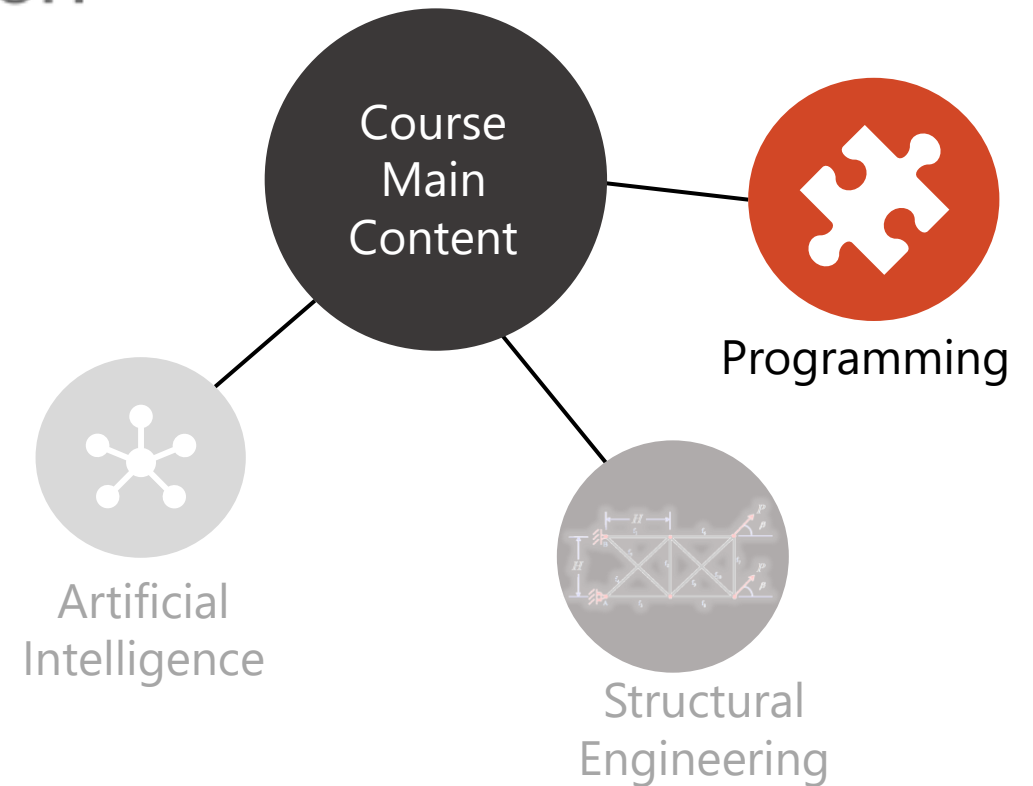 Course
Main
Content
Programming
Artificial
Intelligence
H
H
P
P
Structural
Engineering